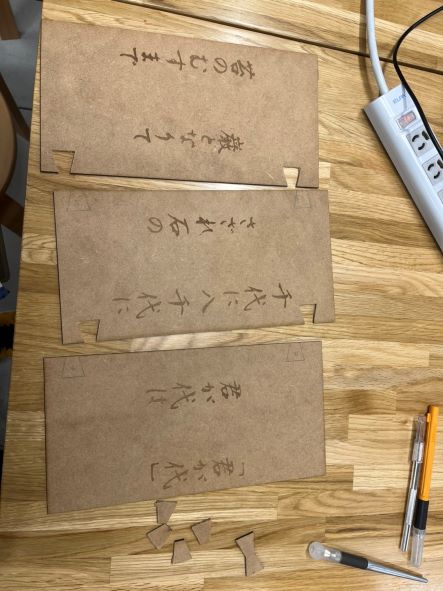 「君が代」
君が代は
千代に八千代に
さざれ石の
巌となりて
苔のむすまで